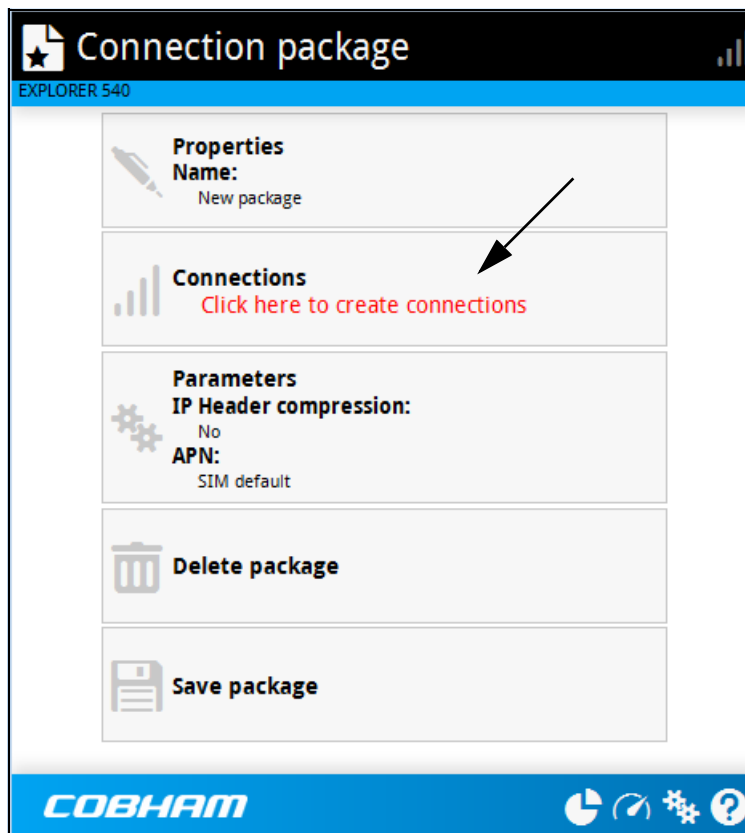 Connection package
EXPLORER 540
Properties
Name:
New package
Connections
Click here to create connections
Parameters
IP Header compression:
No
APN:
SIM default
Delete package
Save package
COBHAM
?